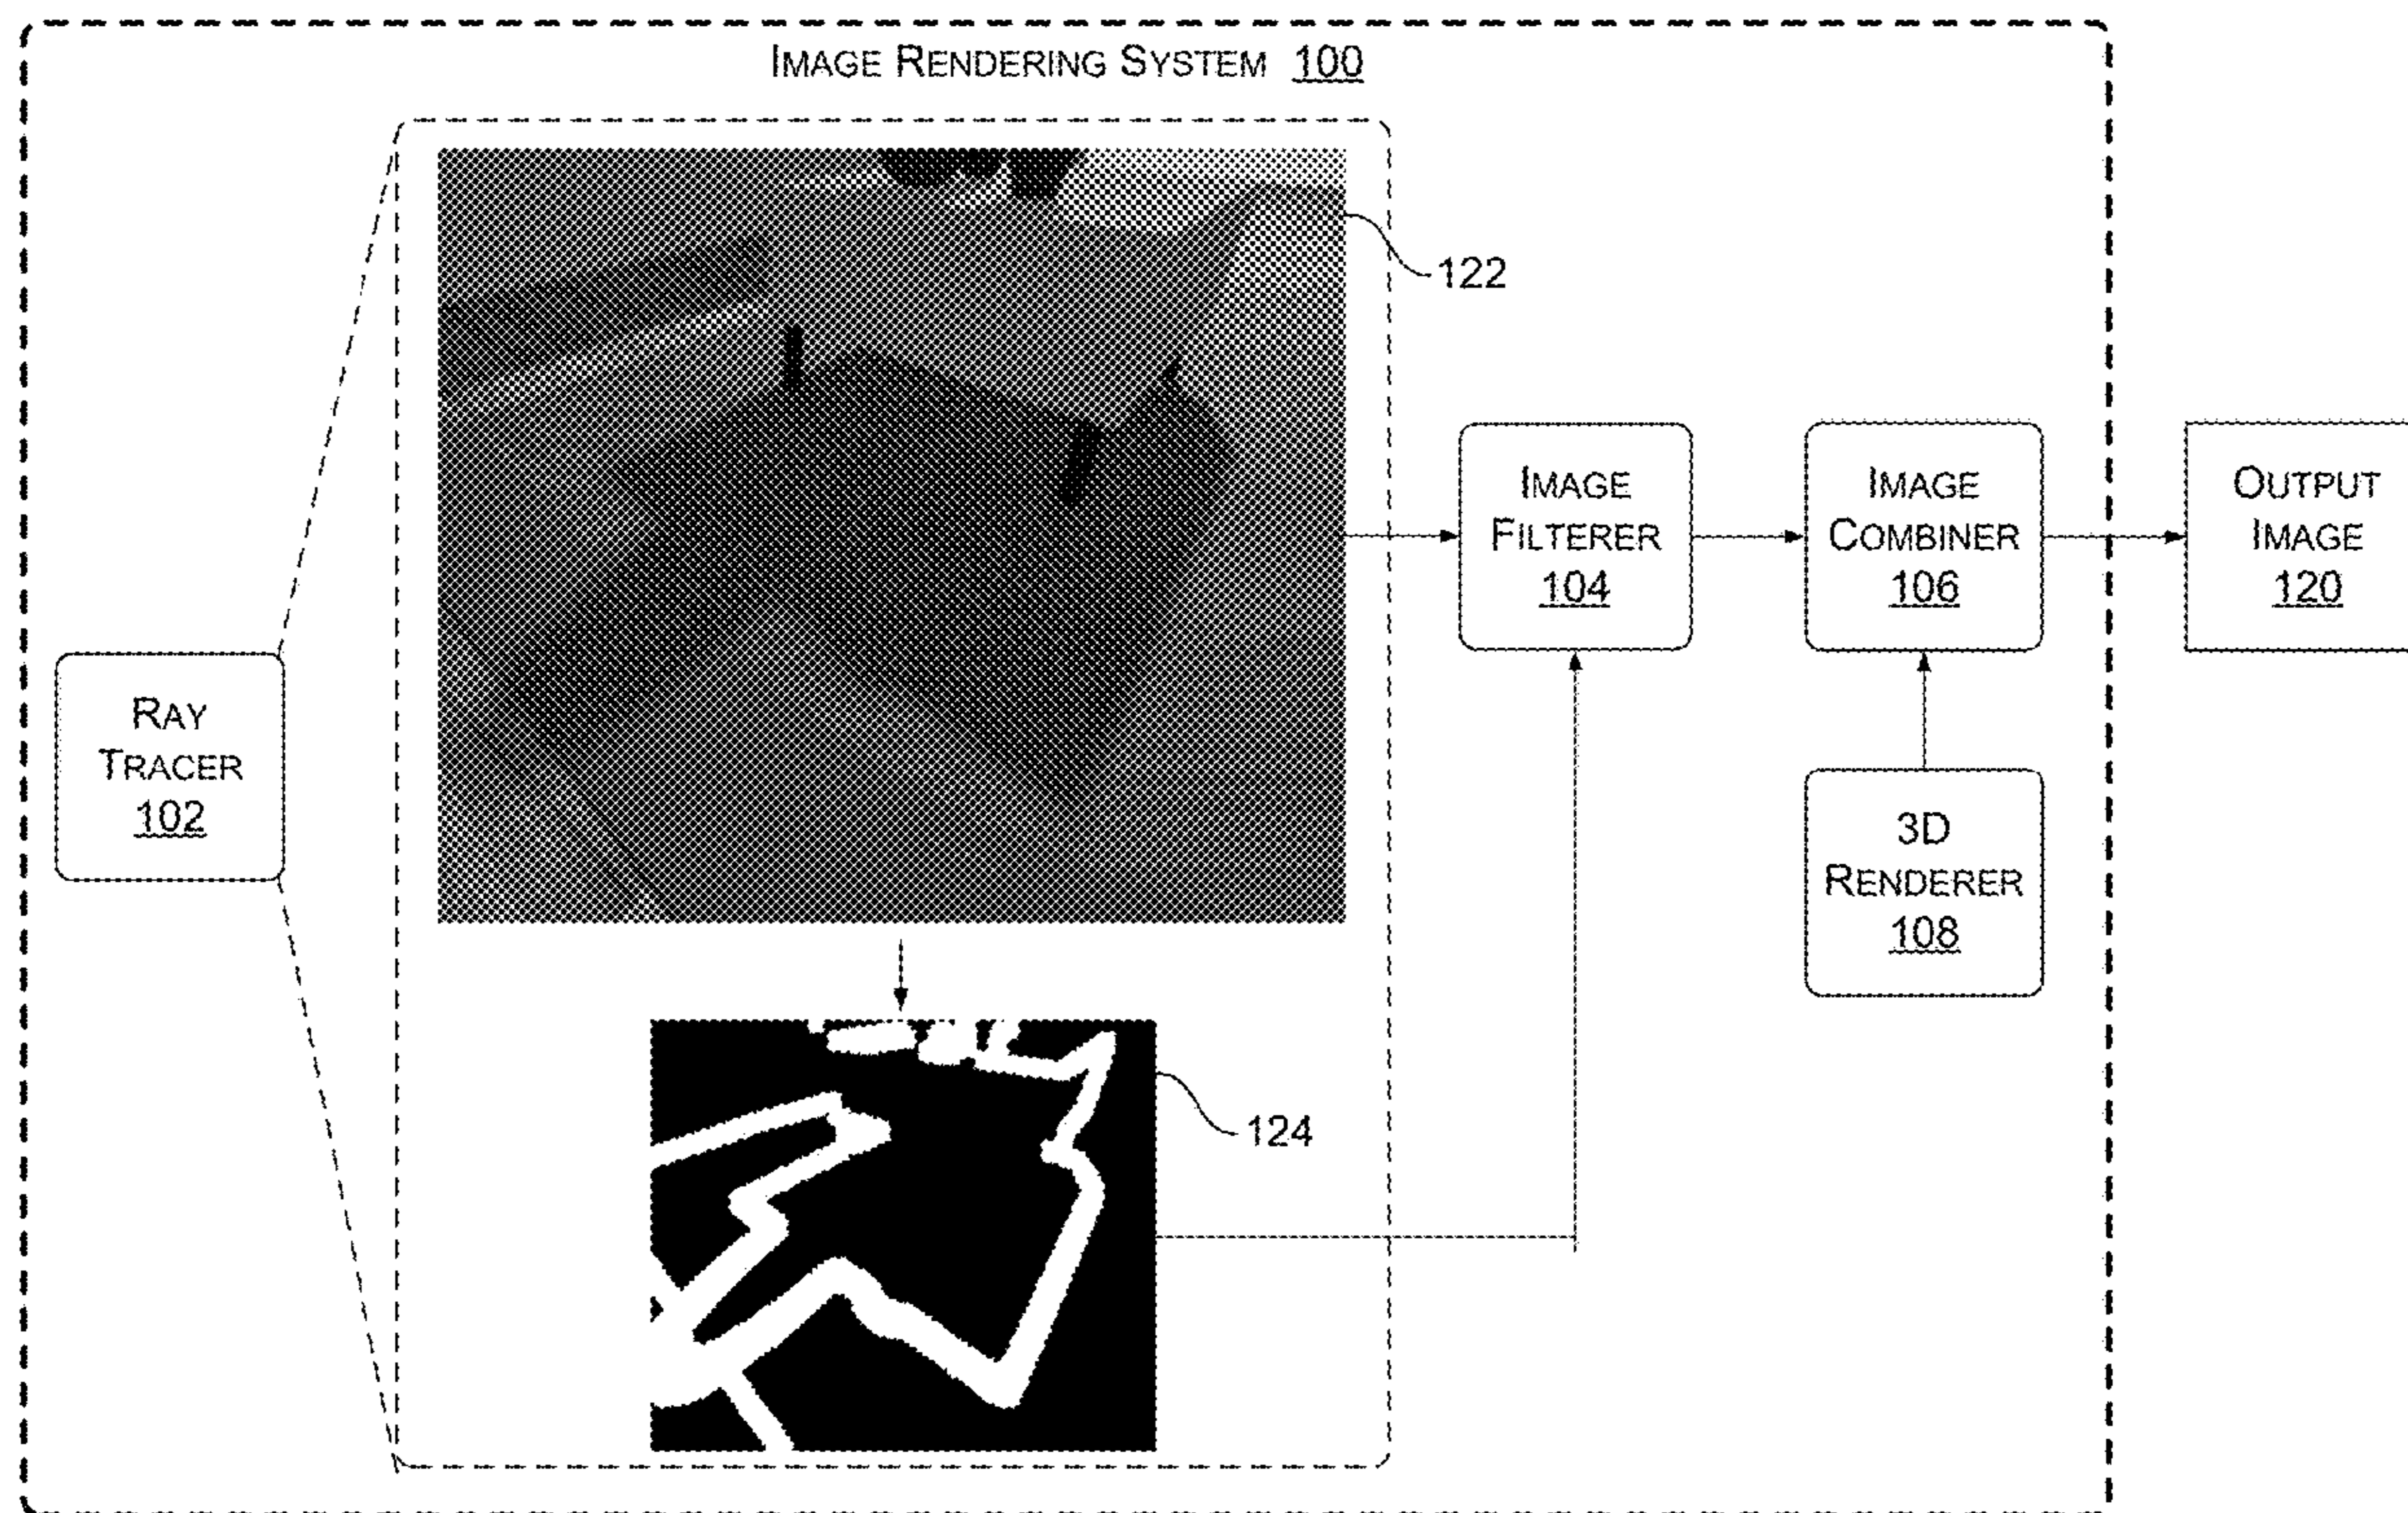 IMAGE RENDERING SYSTEM 100
122
IMAGE
FILTERER
104
IMAGE
COMBINER
106
OUTPUT
IMAGE
120
RAY
TRACER
102
3D
RENDERER
108
124